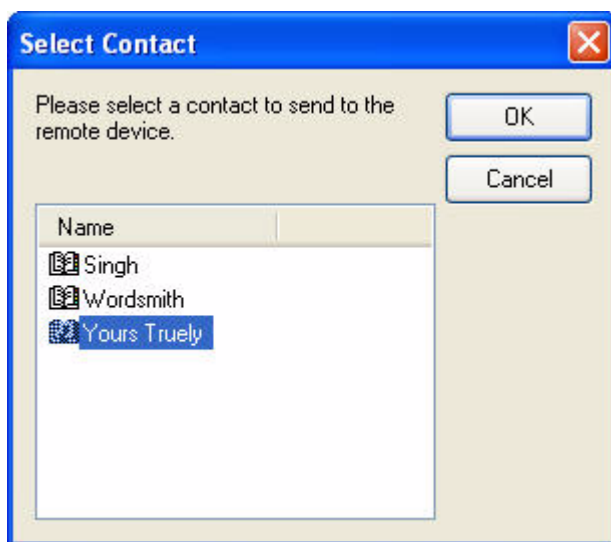 Select Contact
Please select a contact to send to the
remote device.
OK
Cancel
Name
Singh
Wordsmith
Yours Truely